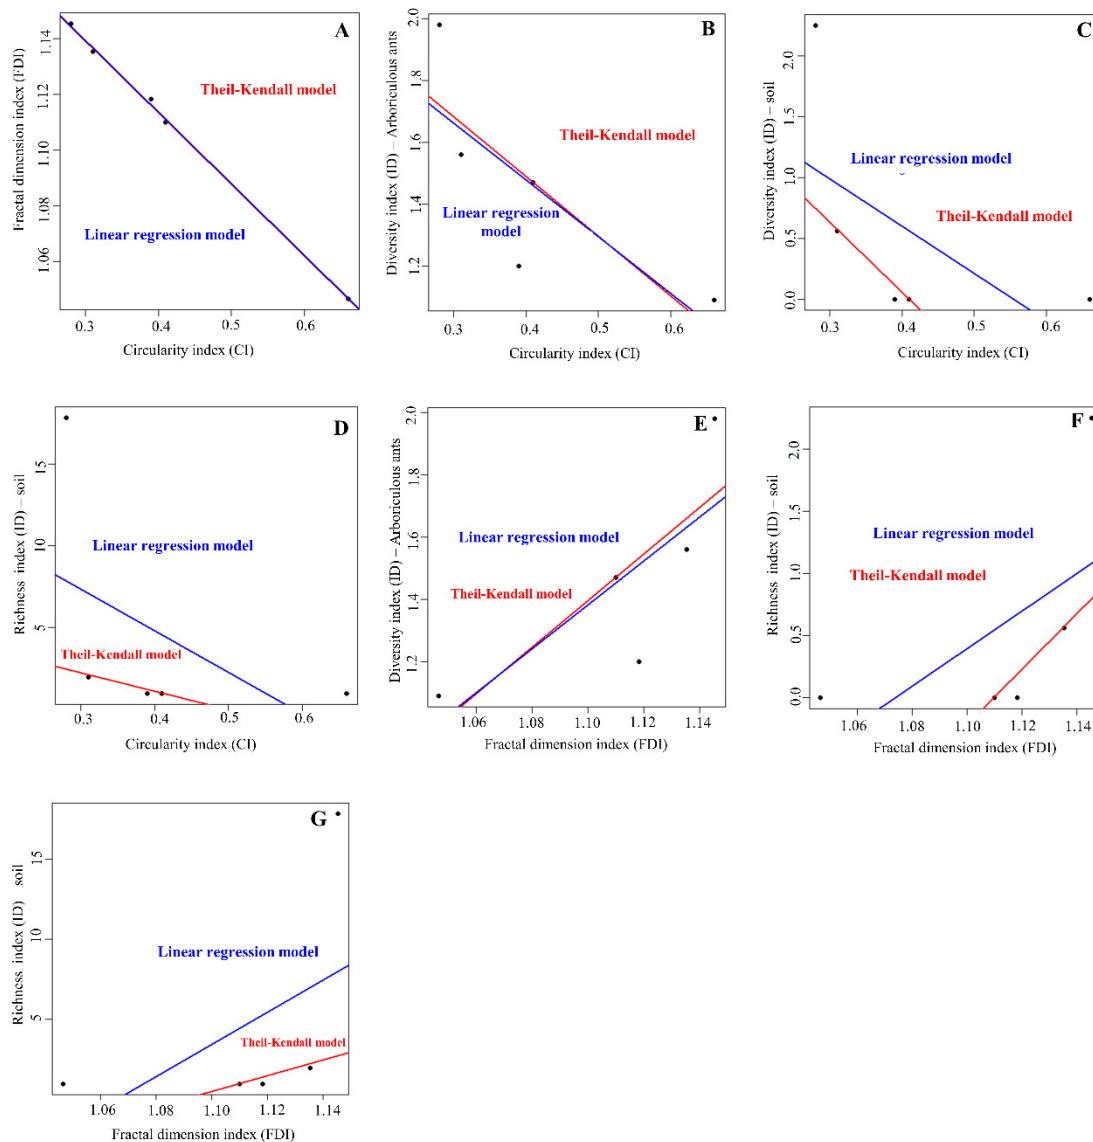 A
Fractal dimension index (FDI)
1.14
1.12
1.10
1.08
1.06
Theil-Kendall model
Linear regression model
0.3 0.4 0.5 0.6
Circularity index (CI)
B
Diversity index (ID) – Arboriculous ants
2.0
1.8
1.6
1.4
1.2
Theil-Kendall model
Linear regression
model
0.3 0.4 0.5 0.6
Circularity index (CI)
C
Diversity index (ID) – soil
2.0
1.5
1.0
0.5
0.0
Linear regression model
Theil-Kendall model
0.3 0.4 0.5 0.6
Circularity index (CI)
D
Richness index (ID) – soil
15
10
5
Linear regression model
Theil-Kendall model
0.3 0.4 0.5 0.6
Circularity index (CI)
E
Diversity index (ID) – Arboriculous ants
2.0
1.8
1.6
1.4
1.2
Linear regression model
Theil-Kendall model
1.06 1.08 1.10 1.12 1.14
Fractal dimension index (FDI)
F
Richness index (ID) – soil
2.0
1.5
1.0
0.5
0.0
Linear regression model
Theil-Kendall model
1.06 1.08 1.10 1.12 1.14
Fractal dimension index (FDI)
G
Richness index (ID) soil
15
10
5
Linear regression model
Theil-Kendall model
1.06 1.08 1.10 1.12 1.14
Fractal dimension index (FDI)